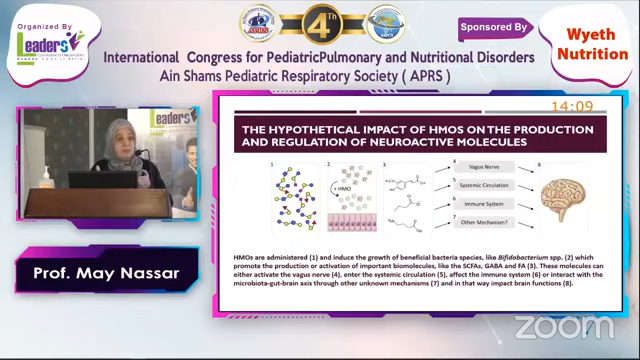 ORGANIZED BY
Leaders
4Th
APRS
Sponsored By
Wyeth
Nutrition
International Congress for PediatricPulmonary and Nutritional Disorders
Ain Shams Pediatric Respiratory Society ( APRS )
14:09
THE HYPOTHETICAL IMPACT OF HMOS ON THE PRODUCTION
AND REGULATION OF NEUROACTIVE MOLECULES
1
2
3
4
Vagus Nerve
8
+ HMO
5
Systemic Circulation
6
Immune System
7
Other Mechanism?
HMOs are administered (1) and induce the growth of beneficial bacteria species, like Bifidobacterium spp. (2) which
promote the production or activation of important biomolecules, like the SCFAs, GABA and FA (3). These molecules can
either activate the vagus nerve (4), enter the systemic circulation (5), affect the immune system (6) or interact with the
microbiota-gut-brain axis through other unknown mechanisms (7) and in that way impact brain functions (8).
Leaders
Prof. May Nassar
zoom